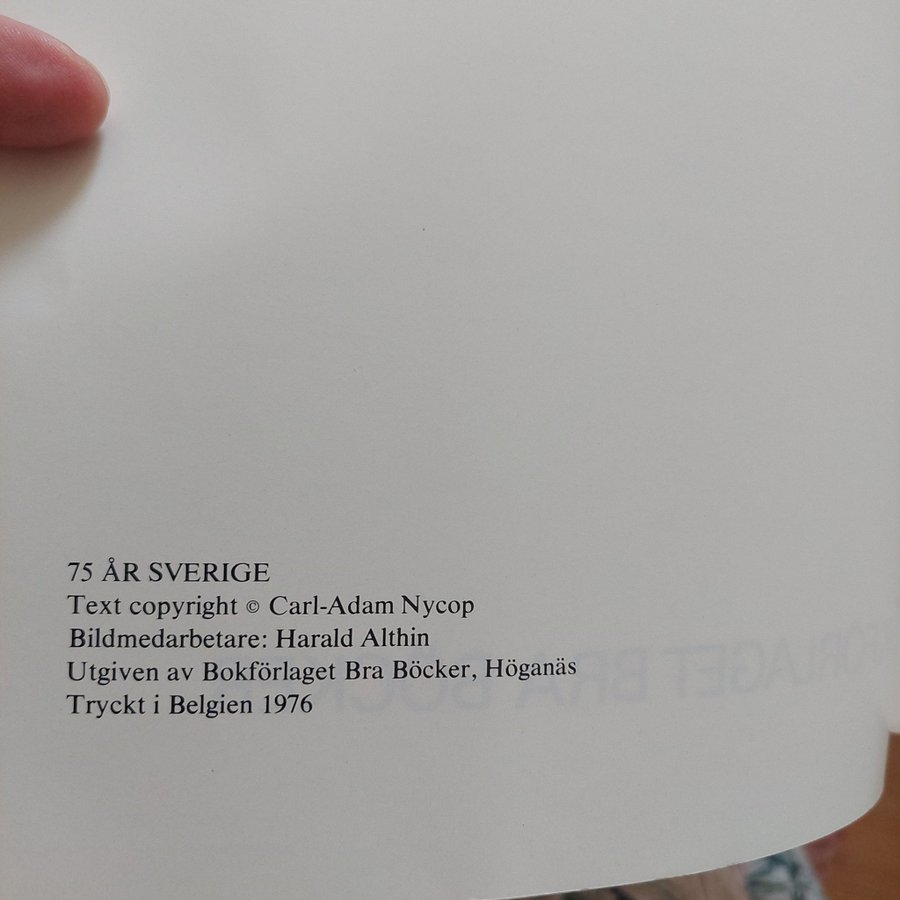 75 ÅR SVERIGE
Text copyright © Carl-Adam Nycop
Bildmedarbetare: Harald Althin
Utgiven av Bokförlaget Bra Böcker, Höganäs
Tryckt i Belgien 1976